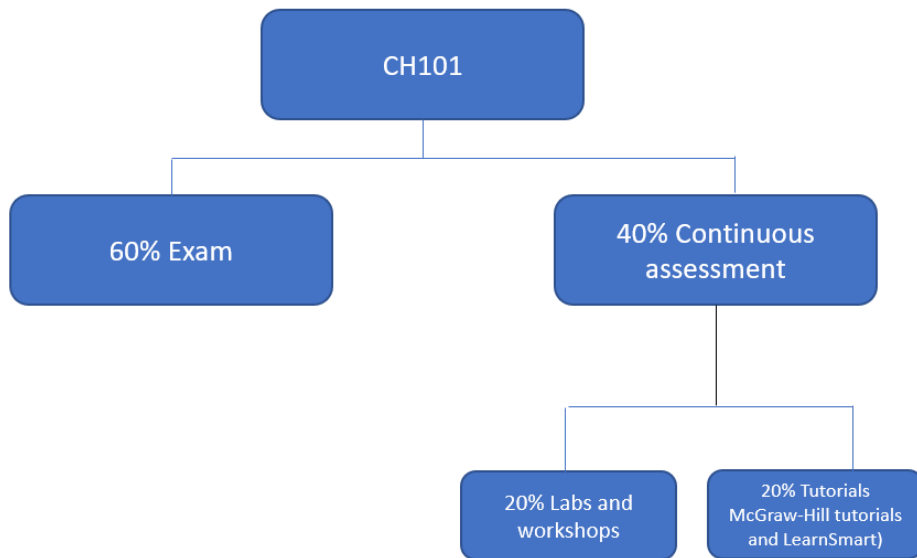 CH101
60% Exam
40% Continuous
assessment
20% Labs and
workshops
20% Tutorials
McGraw-Hill tutorials
and LearnSmart)